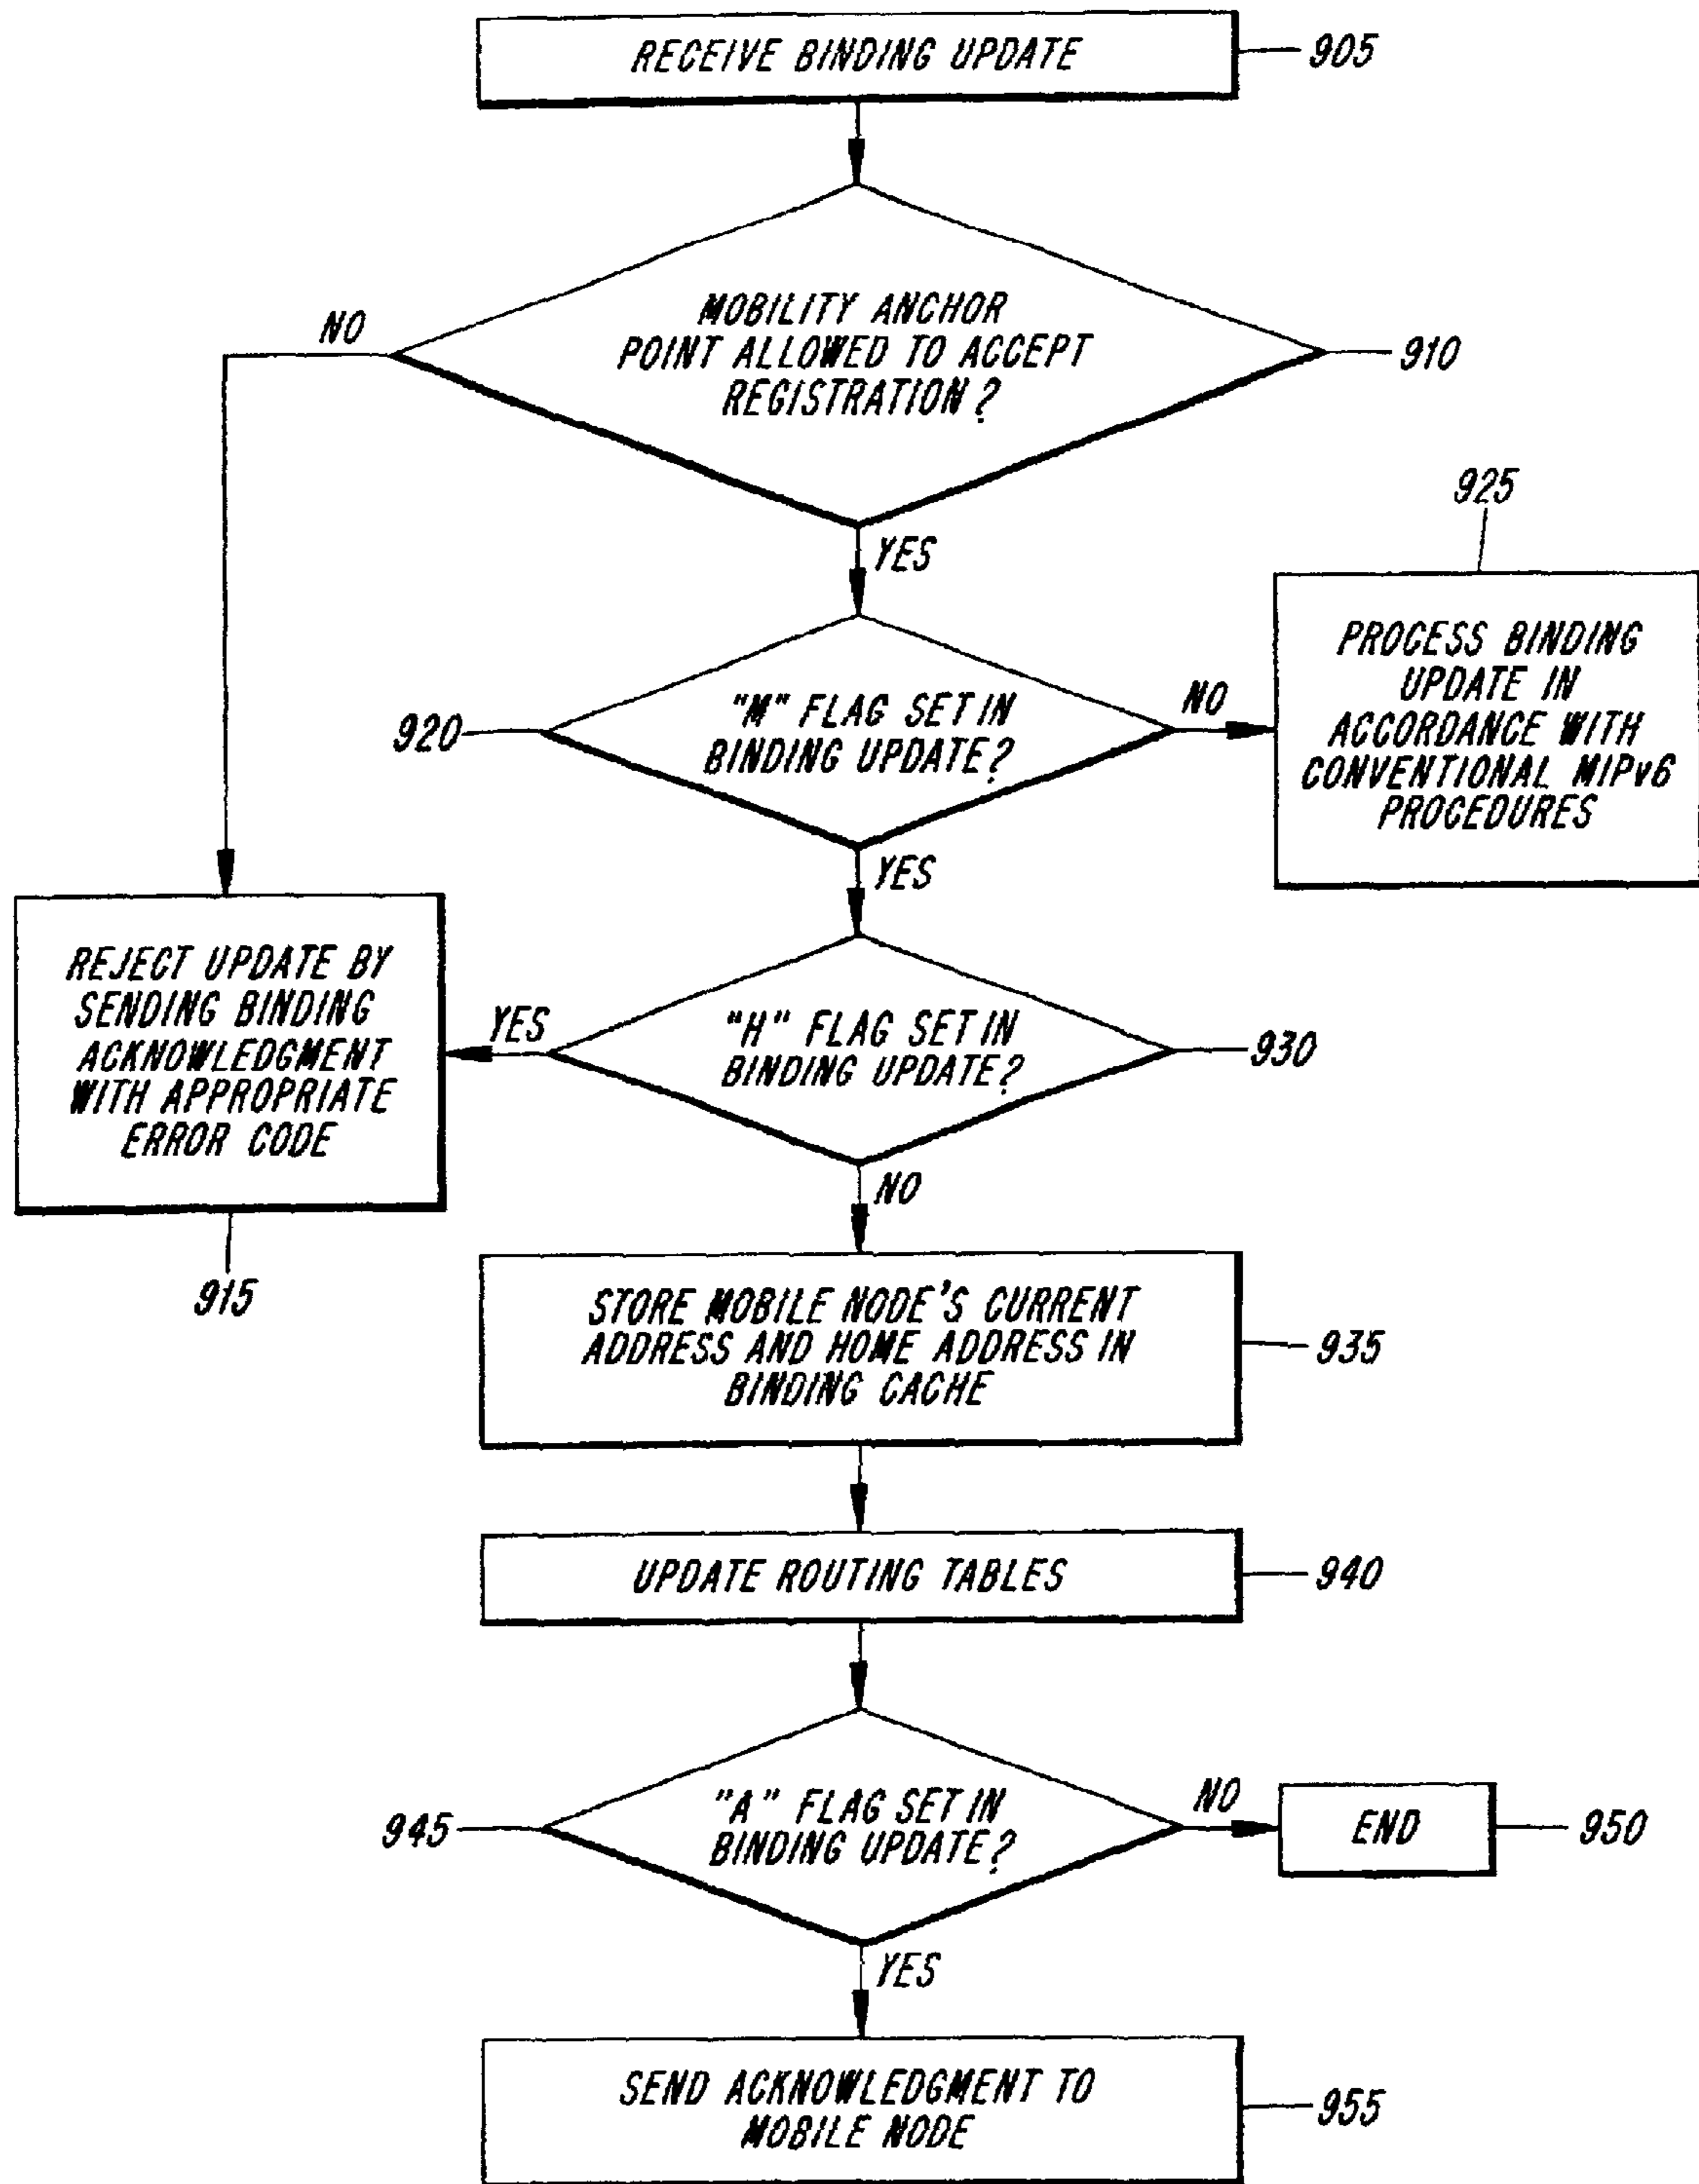 RECEIVE BINDING UPDATE
905
MOBILITY ANCHOR
POINT ALLOWED TO ACCEPT
REGISTRATION?
910
NO
YES
925
PROCESS BINDING
UPDATE IN
ACCORDANCE WITH
CONVENTIONAL MIPv6
PROCEDURES
"M" FLAG SET IN
BINDING UPDATE?
920
NO
YES
REJECT UPDATE BY
SENDING BINDING
ACKNOWLEDGMENT
WITH APPROPRIATE
ERROR CODE
915
YES
"H" FLAG SET IN
BINDING UPDATE?
930
NO
STORE MOBILE NODE'S CURRENT
ADDRESS AND HOME ADDRESS IN
BINDING CACHE
935
UPDATE ROUTING TABLES
940
945
"A" FLAG SET IN
BINDING UPDATE?
NO
END
950
YES
SEND ACKNOWLEDGMENT TO
MOBILE NODE
955